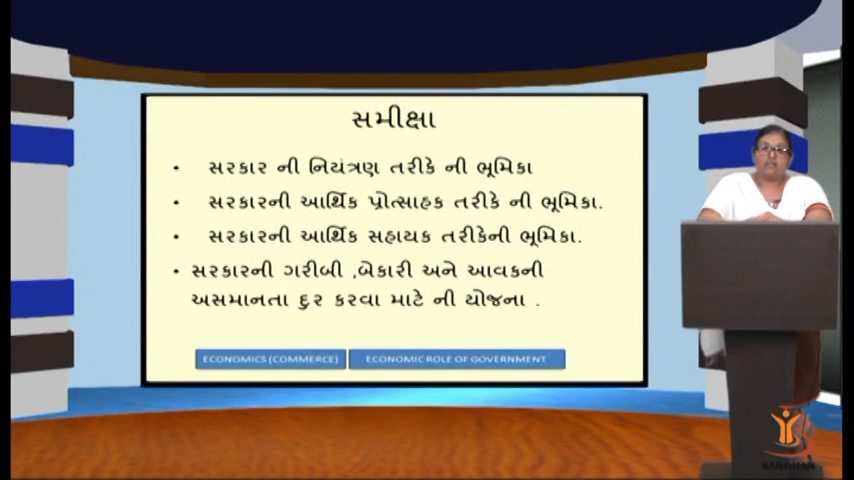 સમીક્ષા
• સરકાર ની નિયંત્રણ તરીકે ની ભૂમિકા
• સરકારની આર્થિક પ્રોત્સાહક તરીકે ની ભૂમિકા.
• સરકારની આર્થિક સહાયક તરીકેની ભૂમિકા.
• સરકારની ગરીબી ,બેકારી અને આવકની
અસમાનતા દુર કરવા માટે ની યોજના .
ECONOMICS (COMMERCE) ECONOMIC ROLE OF GOVERNMENT
SANDHAN